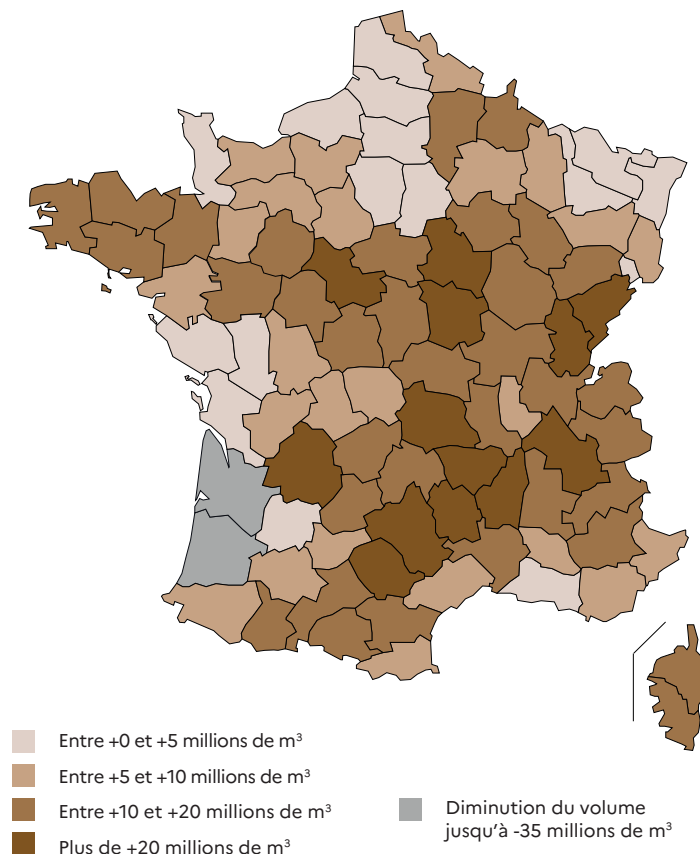 Entre +0 et +5 millions de m³
Entre +5 et +10 millions de m³
Entre +10 et +20 millions de m³
Plus de +20 millions de m³
Diminution du volume
jusqu'à -35 millions de m³